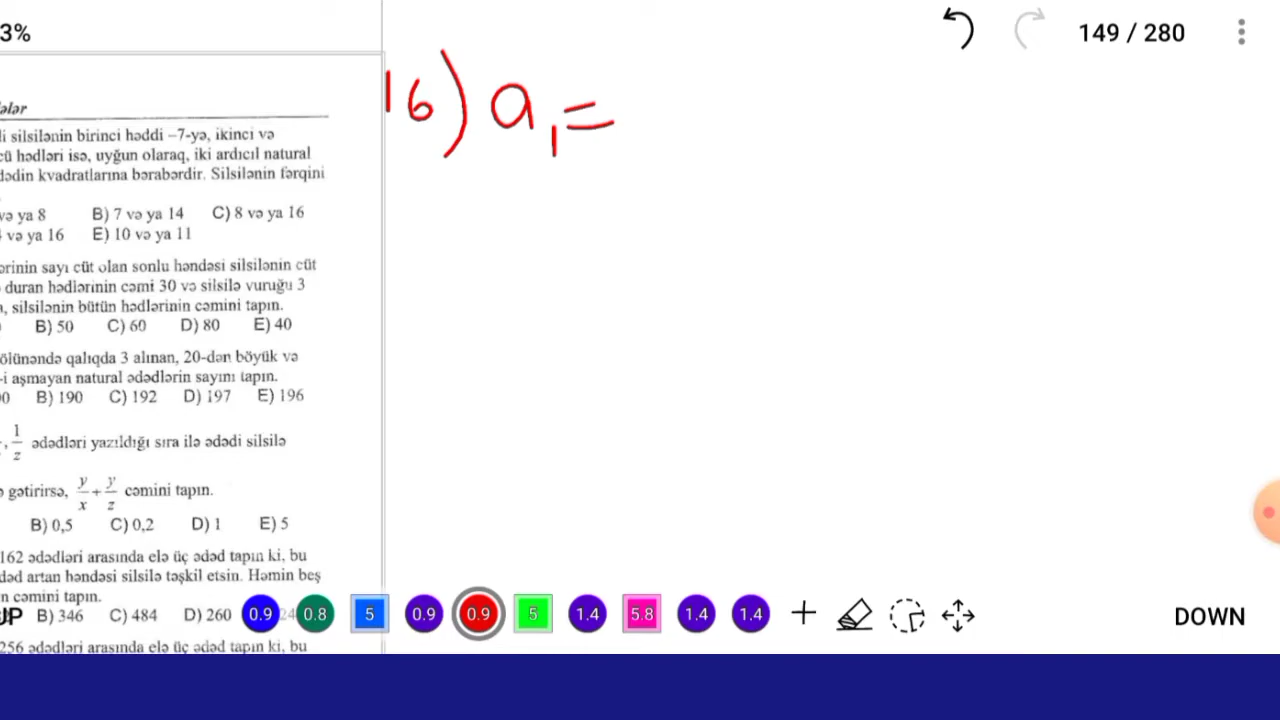 3%
149 / 280
16) a₁ =
silsilənin birinci həddi –7-yə, ikinci və
hədləri isə, uyğun olaraq, iki ardıcıl natural
kvadratlarına bərabərdir. Silsilənin fərqini
və ya 8 B) 7 və ya 14 C) 8 və ya 16
və ya 16 E) 10 və ya 11
sayı cüt olan sonlu həndəsi silsilənin cüt
duran hədlərinin cəmi 30 və silsilə vuruğu 3
silsilənin bütün hədlərinin cəmini tapın.
B) 50 C) 60 D) 80 E) 40
qalıqda 3 alınan, 20-dən böyük və
-i aşmayan natural ədədlərin sayını tapın.
B) 190 C) 192 D) 197 E) 196
, 1/z ədədləri yazıldığı sıra ilə ədədi silsilə
gətirirsə, y/x + y/z cəmini tapın.
B) 0,5 C) 0,2 D) 1 E) 5
162 ədədləri arasında elə üç ədəd tapın ki, bu
artan həndəsi silsilə təşkil etsin. Həmin beş
cəmini tapın.
B) 346 C) 484 D) 260
0.9 0.8 5 0.9 0.9 5 1.4 5.8 1.4 1.4
DOWN
256 ədədləri arasında elə üç ədəd tapın ki, bu